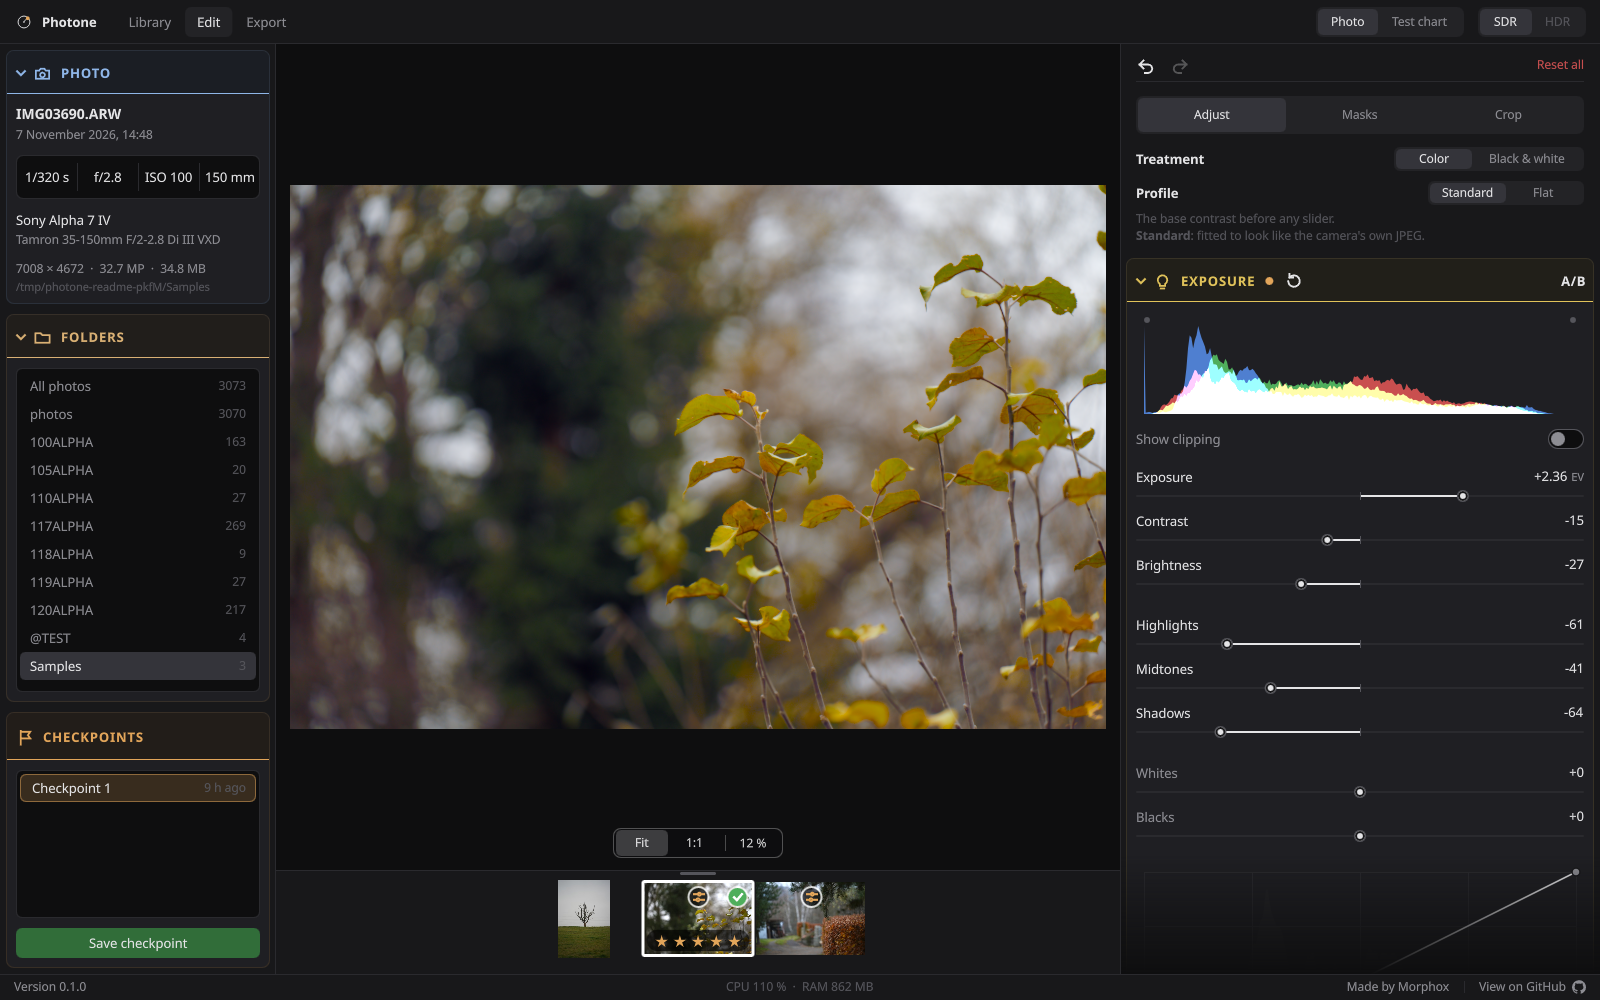 Photone
Library
Edit
Export
Photo
Test chart
SDR
HDR
PHOTO
IMG03690.ARW
7 November 2026, 14:48
1/320 s
f/2.8
ISO 100
150 mm
Sony Alpha 7 IV
Tamron 35-150mm F/2-2.8 Di III VXD
7008 × 4672 · 32.7 MP · 34.8 MB
/tmp/photone-readme-pkfM/Samples
FOLDERS
All photos 3073
photos 3070
100ALPHA 163
105ALPHA 20
110ALPHA 27
117ALPHA 269
118ALPHA 9
119ALPHA 27
120ALPHA 217
@TEST 4
Samples 3
CHECKPOINTS
Checkpoint 1 9 h ago
Save checkpoint
Fit
1:1
12 %
Reset all
Adjust
Masks
Crop
Treatment
Color
Black & white
Profile
Standard
Flat
The base contrast before any slider.
Standard: fitted to look like the camera's own JPEG.
EXPOSURE
A/B
Show clipping
Exposure +2.36 EV
Contrast -15
Brightness -27
Highlights -61
Midtones -41
Shadows -64
Whites +0
Blacks +0
Version 0.1.0
CPU 110 % · RAM 862 MB
Made by Morphox
View on GitHub